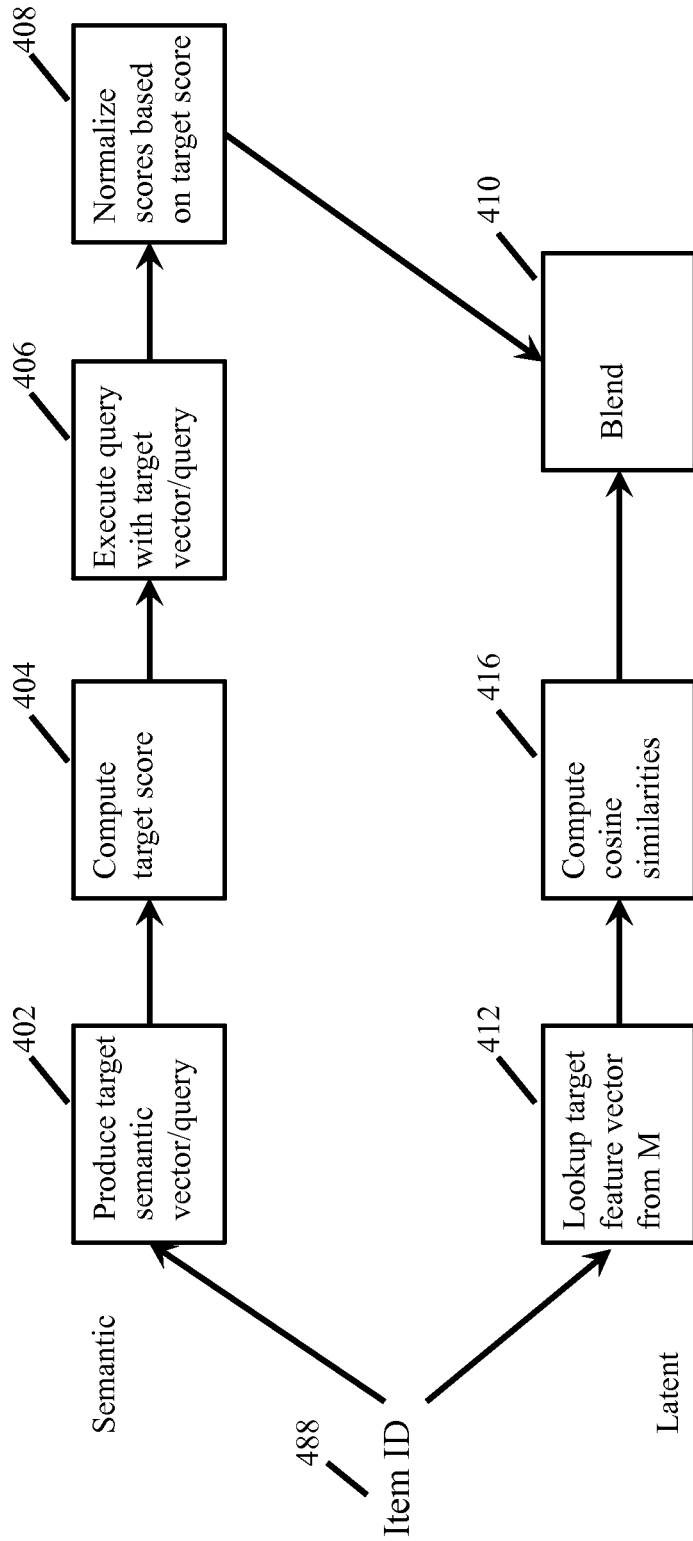 488
Item ID
Semantic
402
Produce target
semantic
vector/query
404
Compute
target score
406
Execute query
with target
vector/query
408
Normalize
scores based
on target score
Latent
412
Lookup target
feature vector
from M
416
Compute
cosine
similarities
410
Blend